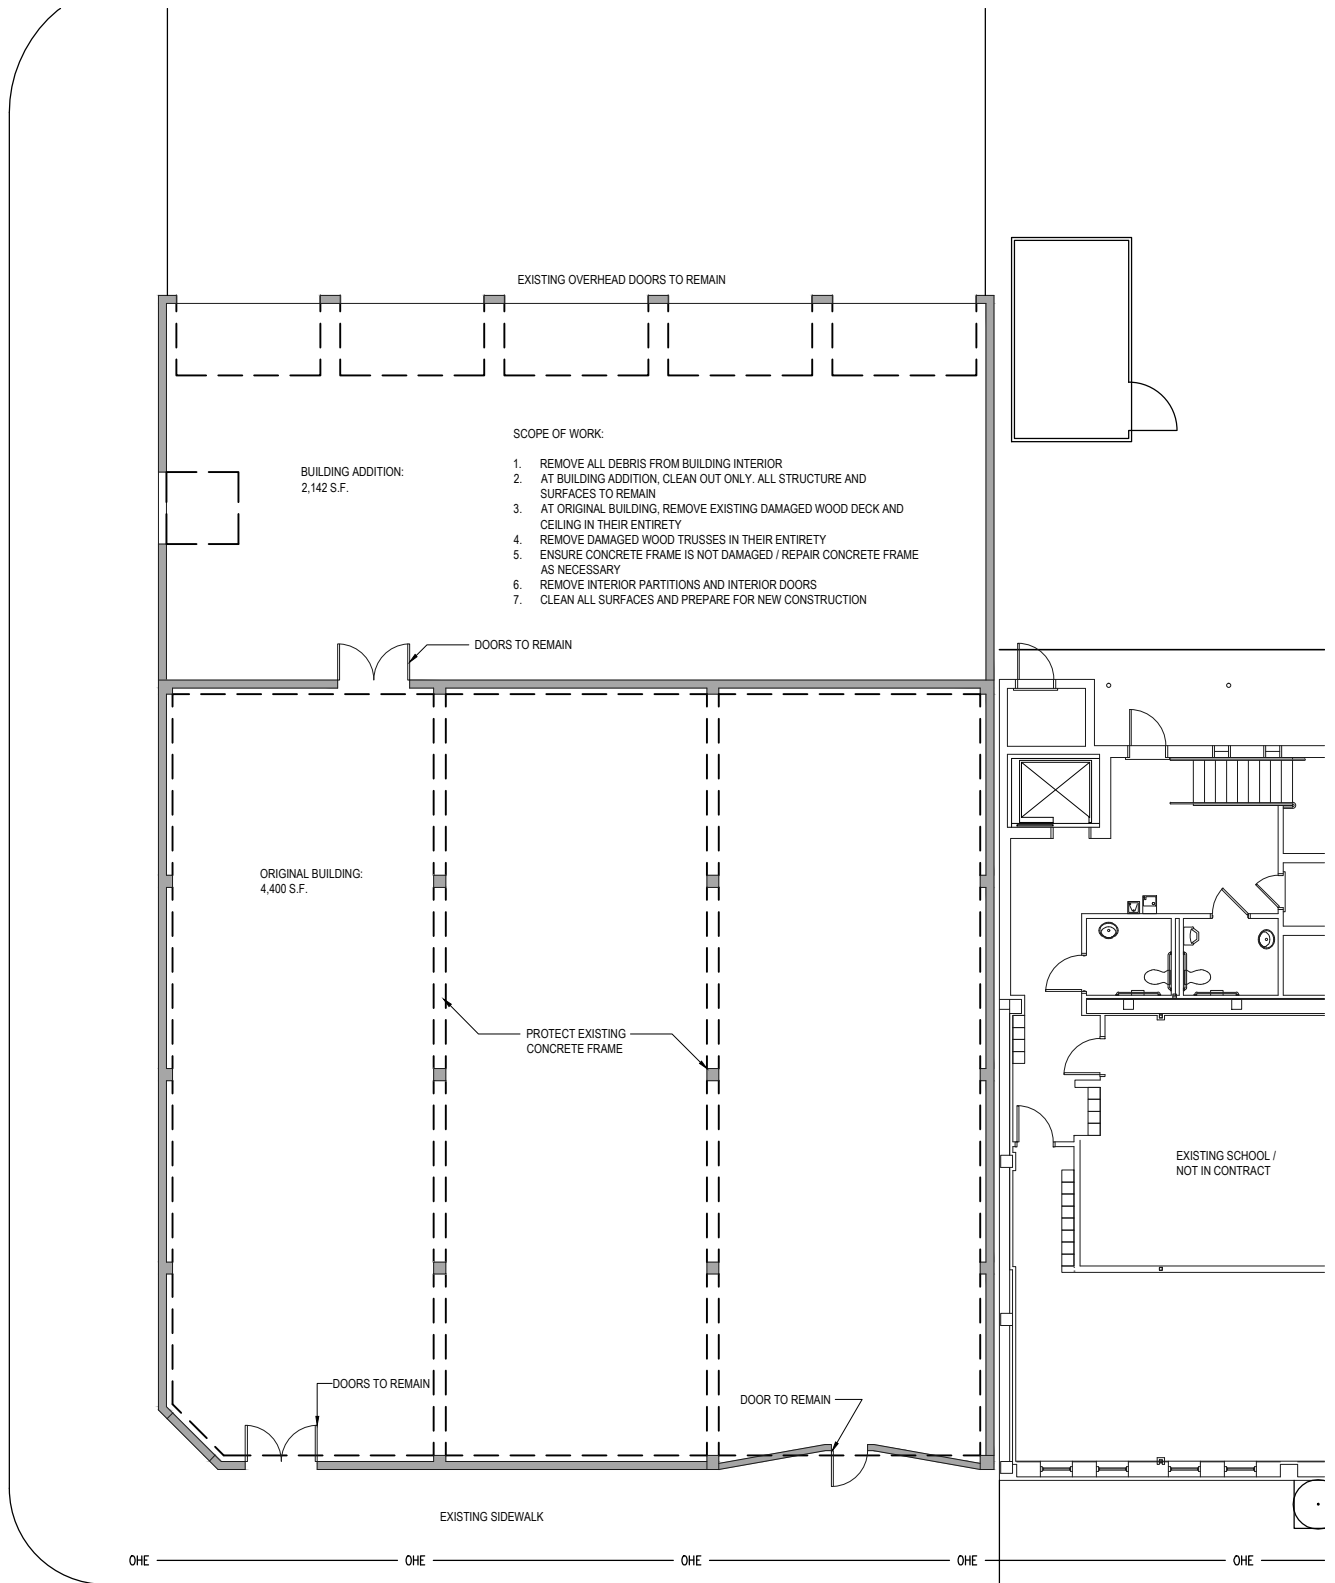 EXISTING OVERHEAD DOORS TO REMAIN
SCOPE OF WORK:
1. REMOVE ALL DEBRIS FROM BUILDING INTERIOR
2. AT BUILDING ADDITION, CLEAN OUT ONLY. ALL STRUCTURE AND
SURFACES TO REMAIN
3. AT ORIGINAL BUILDING, REMOVE EXISTING DAMAGED WOOD DECK AND
CEILING IN THEIR ENTIRETY
4. REMOVE DAMAGED WOOD TRUSSES IN THEIR ENTIRETY
5. ENSURE CONCRETE FRAME IS NOT DAMAGED / REPAIR CONCRETE FRAME
AS NECESSARY
6. REMOVE INTERIOR PARTITIONS AND INTERIOR DOORS
7. CLEAN ALL SURFACES AND PREPARE FOR NEW CONSTRUCTION
BUILDING ADDITION:
2,142 S.F.
DOORS TO REMAIN
ORIGINAL BUILDING:
4,400 S.F.
PROTECT EXISTING
CONCRETE FRAME
EXISTING SCHOOL /
NOT IN CONTRACT
DOORS TO REMAIN
DOOR TO REMAIN
EXISTING SIDEWALK
OHE OHE OHE OHE OHE